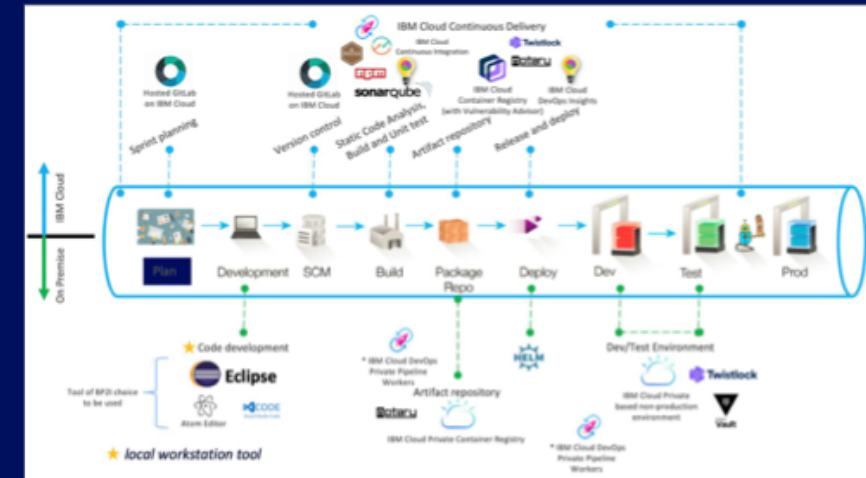 IBM Cloud Continuous Delivery
Hosted GitLab
on IBM Cloud
Sprint planning
Hosted GitLab
on IBM Cloud
Version control
IBM Cloud
Continuous Integration
npm
sonarqube
Static Code Analysis,
Build and Unit test
Twistlock
Notary
IBM Cloud
Container Registry
(with Vulnerability Advisor)
Artifact repository
IBM Cloud
DevOps Insights
Release and deploy
IBM Cloud
On Premise
Plan
Development
SCM
Build
Package
Repo
Deploy
Dev
Test
Prod
Code development
Eclipse
Tool of BP2I choice
to be used
Atom Editor
CODE
local workstation tool
* IBM Cloud DevOps
Private Pipeline
Workers
Artifact repository
Notary
IBM Cloud Private Container Registry
HELM
Dev/Test Environment
IBM Cloud Private
based non-production
environment
Twistlock
Vault
* IBM Cloud DevOps
Private Pipeline
Workers